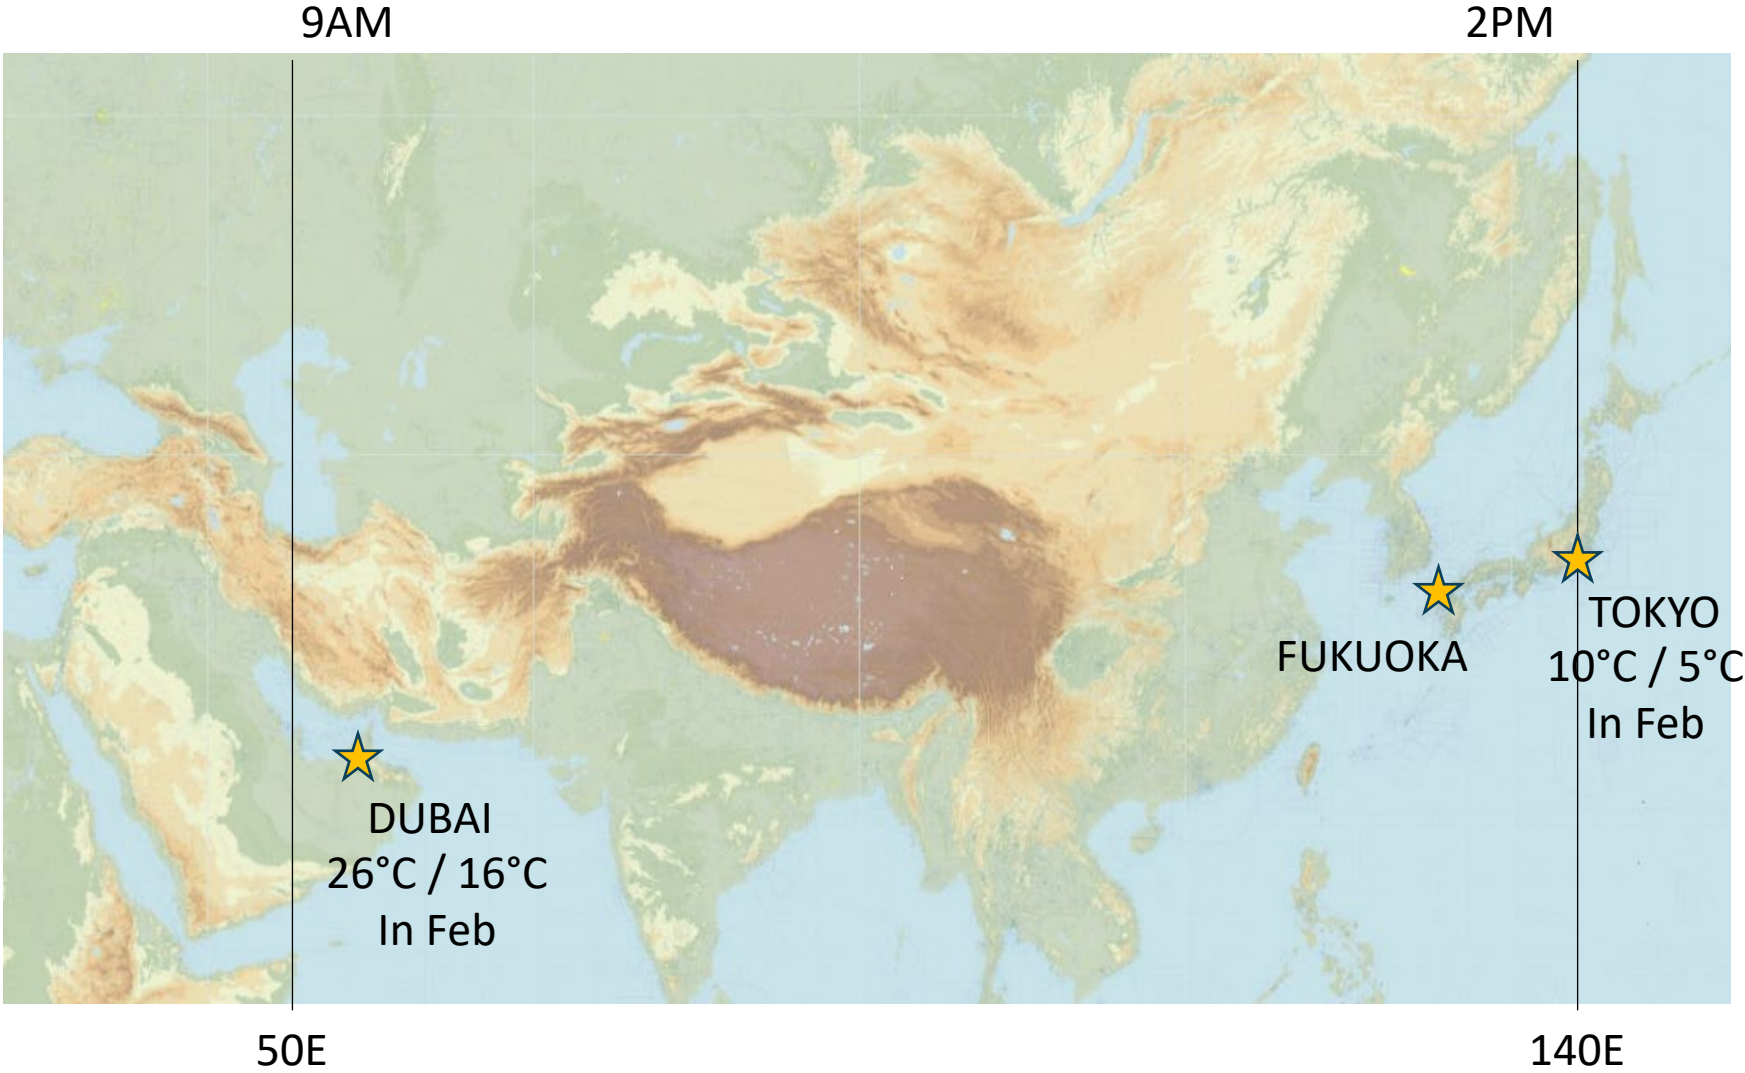 9AM
2PM
FUKUOKA
TOKYO
10°C / 5°C
In Feb
DUBAI
26°C / 16°C
In Feb
50E
140E